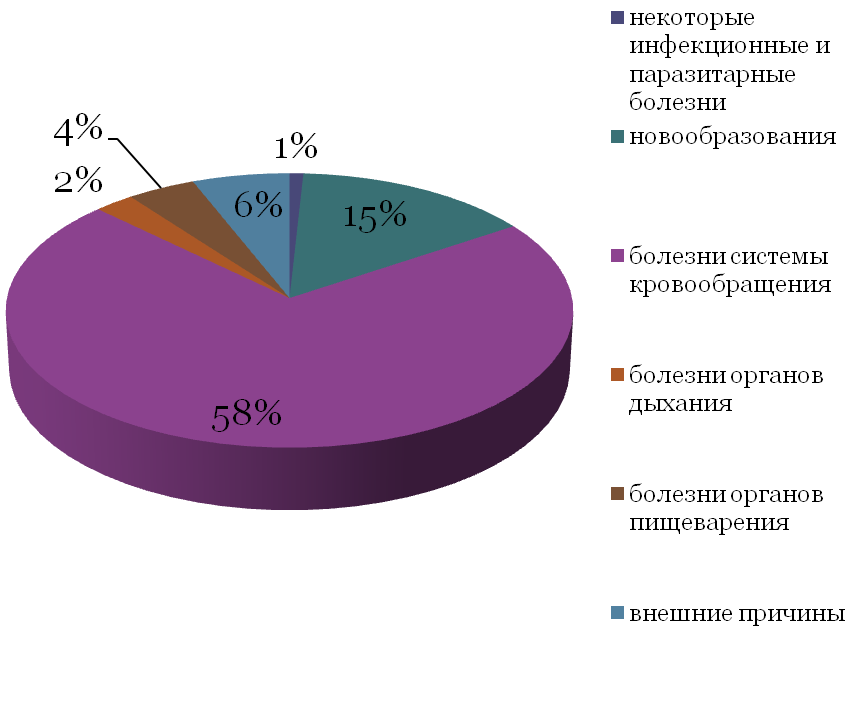 4%
2%
1%
6%
15%
58%
некоторые
инфекционные и
паразитарные
болезни
новообразования
болезни системы
кровообращения
болезни органов
дыхания
болезни органов
пищеварения
внешние причины